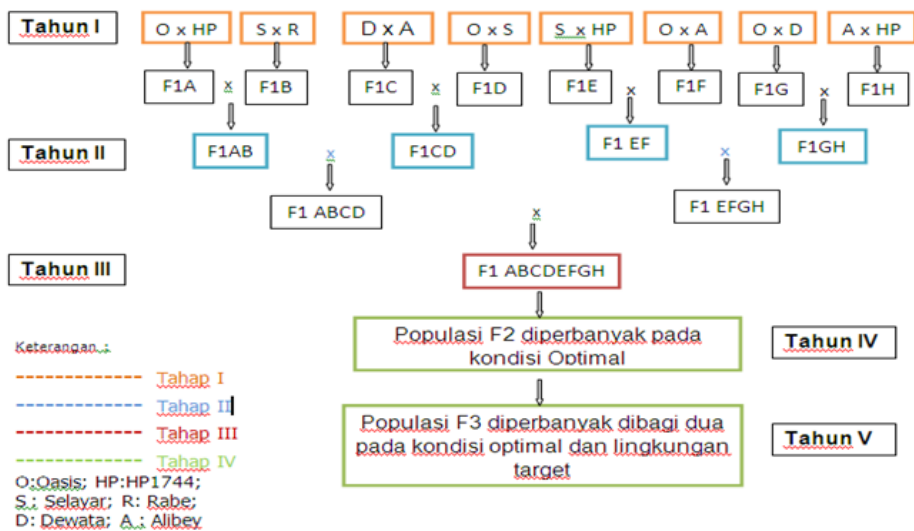 Tahun I
O x HP
S x R
D x A
O x S
S x HP
O x A
O x D
A x HP
F1A
x
F1B
F1C
x
F1D
F1E
x
F1F
F1G
x
F1H
Tahun II
F1AB
x
F1CD
F1 EF
x
F1GH
F1 ABCD
F1 EFGH
x
Tahun III
F1 ABCDEFGH
Populasi F2 diperbanyak pada
kondisi Optimal
Tahun IV
Populasi F3 diperbanyak dibagi dua
pada kondisi optimal dan lingkungan
target
Tahun V
Keterangan :
-------------- Tahap I
-------------- Tahap II
-------------- Tahap III
-------------- Tahap IV
O:Oasis; HP:HP1744;
S : Selayar; R: Rabe;
D: Dewata; A : Alibey